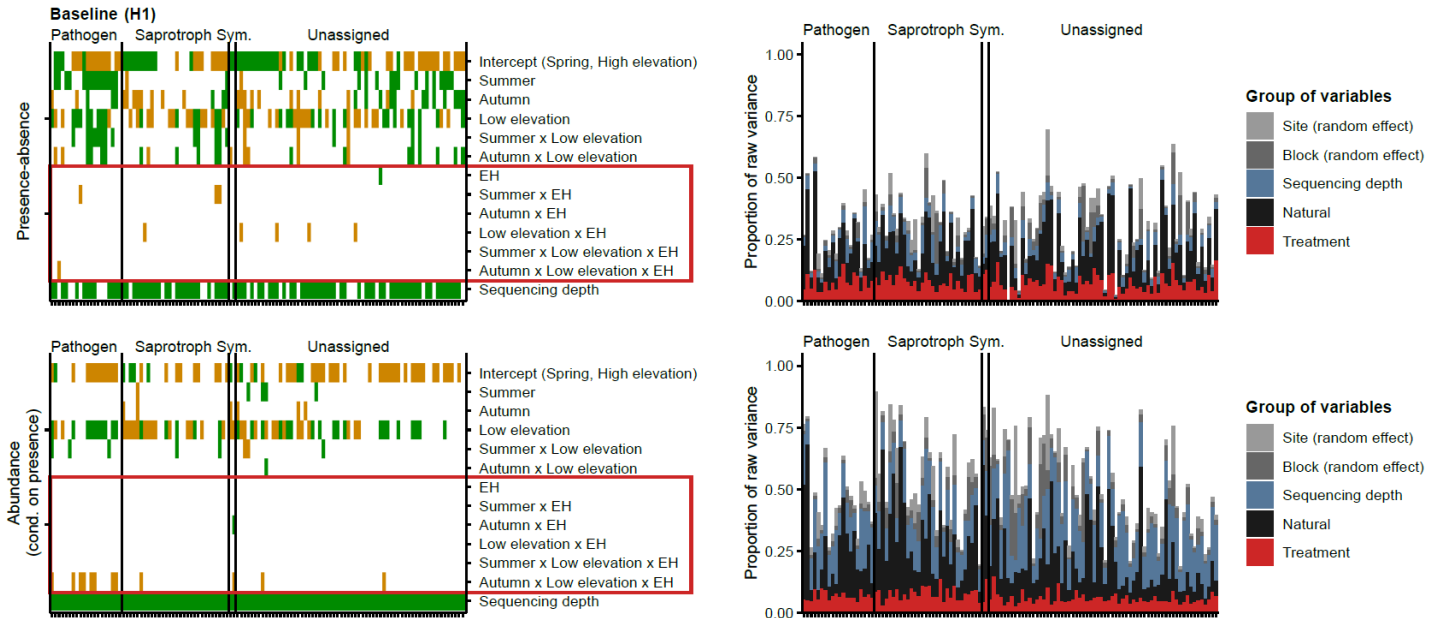 Baseline (H1)
Pathogen Saprotroph Sym. Unassigned
Presence-absence
Intercept (Spring, High elevation)
Summer
Autumn
Low elevation
Summer x Low elevation
Autumn x Low elevation
EH
Summer x EH
Autumn x EH
Low elevation x EH
Summer x Low elevation x EH
Autumn x Low elevation x EH
Sequencing depth
Pathogen Saprotroph Sym. Unassigned
Proportion of raw variance
1.00
0.75
0.50
0.25
0.00
Group of variables
Site (random effect)
Block (random effect)
Sequencing depth
Natural
Treatment
Pathogen Saprotroph Sym. Unassigned
Abundance
(cond. on presence)
Intercept (Spring, High elevation)
Summer
Autumn
Low elevation
Summer x Low elevation
Autumn x Low elevation
EH
Summer x EH
Autumn x EH
Low elevation x EH
Summer x Low elevation x EH
Autumn x Low elevation x EH
Sequencing depth
Pathogen Saprotroph Sym. Unassigned
Proportion of raw variance
1.00
0.75
0.50
0.25
0.00
Group of variables
Site (random effect)
Block (random effect)
Sequencing depth
Natural
Treatment